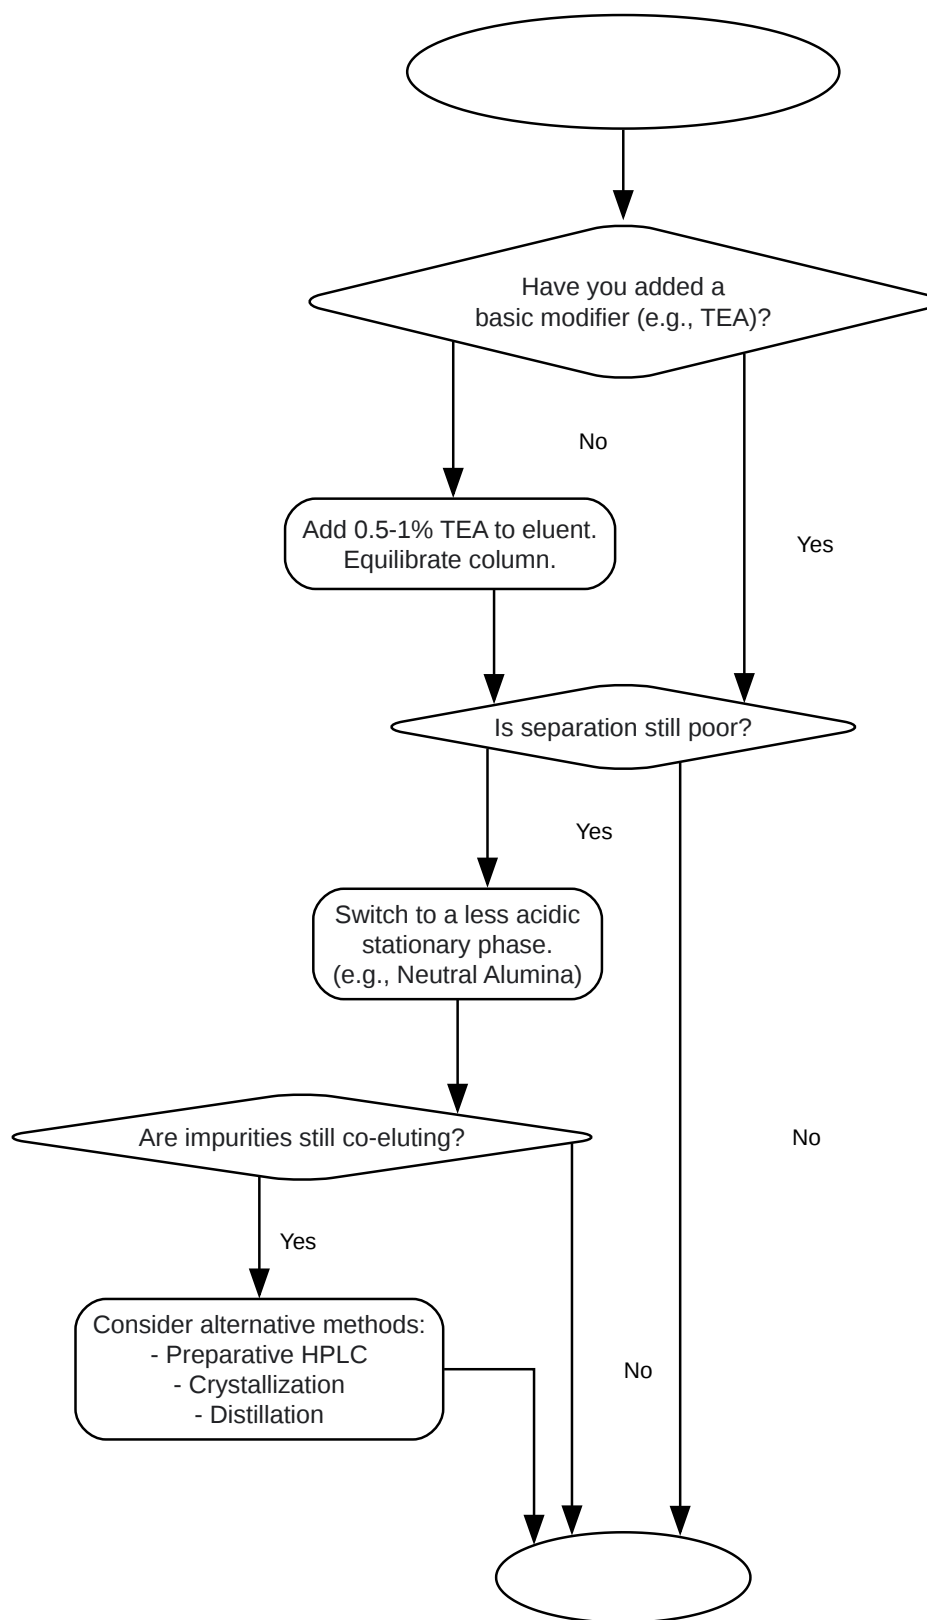 Have you added a
basic modifier (e.g., TEA)?
No
Add 0.5-1% TEA to eluent.
Equilibrate column.
Yes
Is separation still poor?
Yes
Switch to a less acidic
stationary phase.
(e.g., Neutral Alumina)
Are impurities still co-eluting?
No
Yes
Consider alternative methods:
- Preparative HPLC
- Crystallization
- Distillation
No